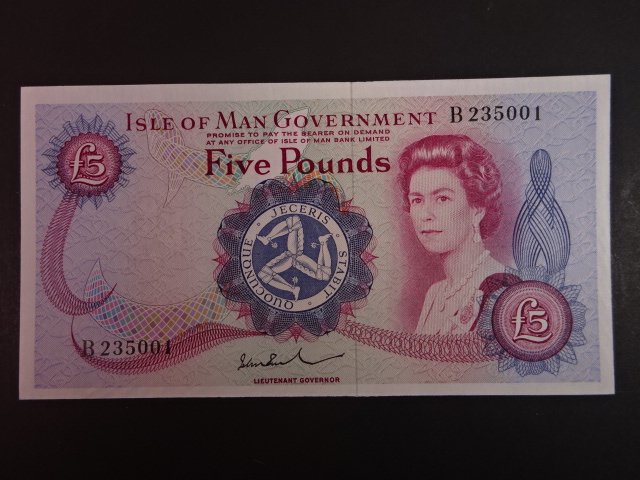 ISLE OF MAN GOVERNMENT B 235001
PROMISE TO PAY THE BEARER ON DEMAND
AT ANY OFFICE OF ISLE OF MAN BANK LIMITED
Five Pounds
£5
QUOCUNQUE · JECERIS · STABIT
£5
B 235001
LIEUTENANT GOVERNOR